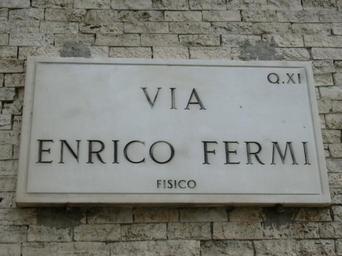 Q.XI
VIA
ENRICO FERMI
FISICO